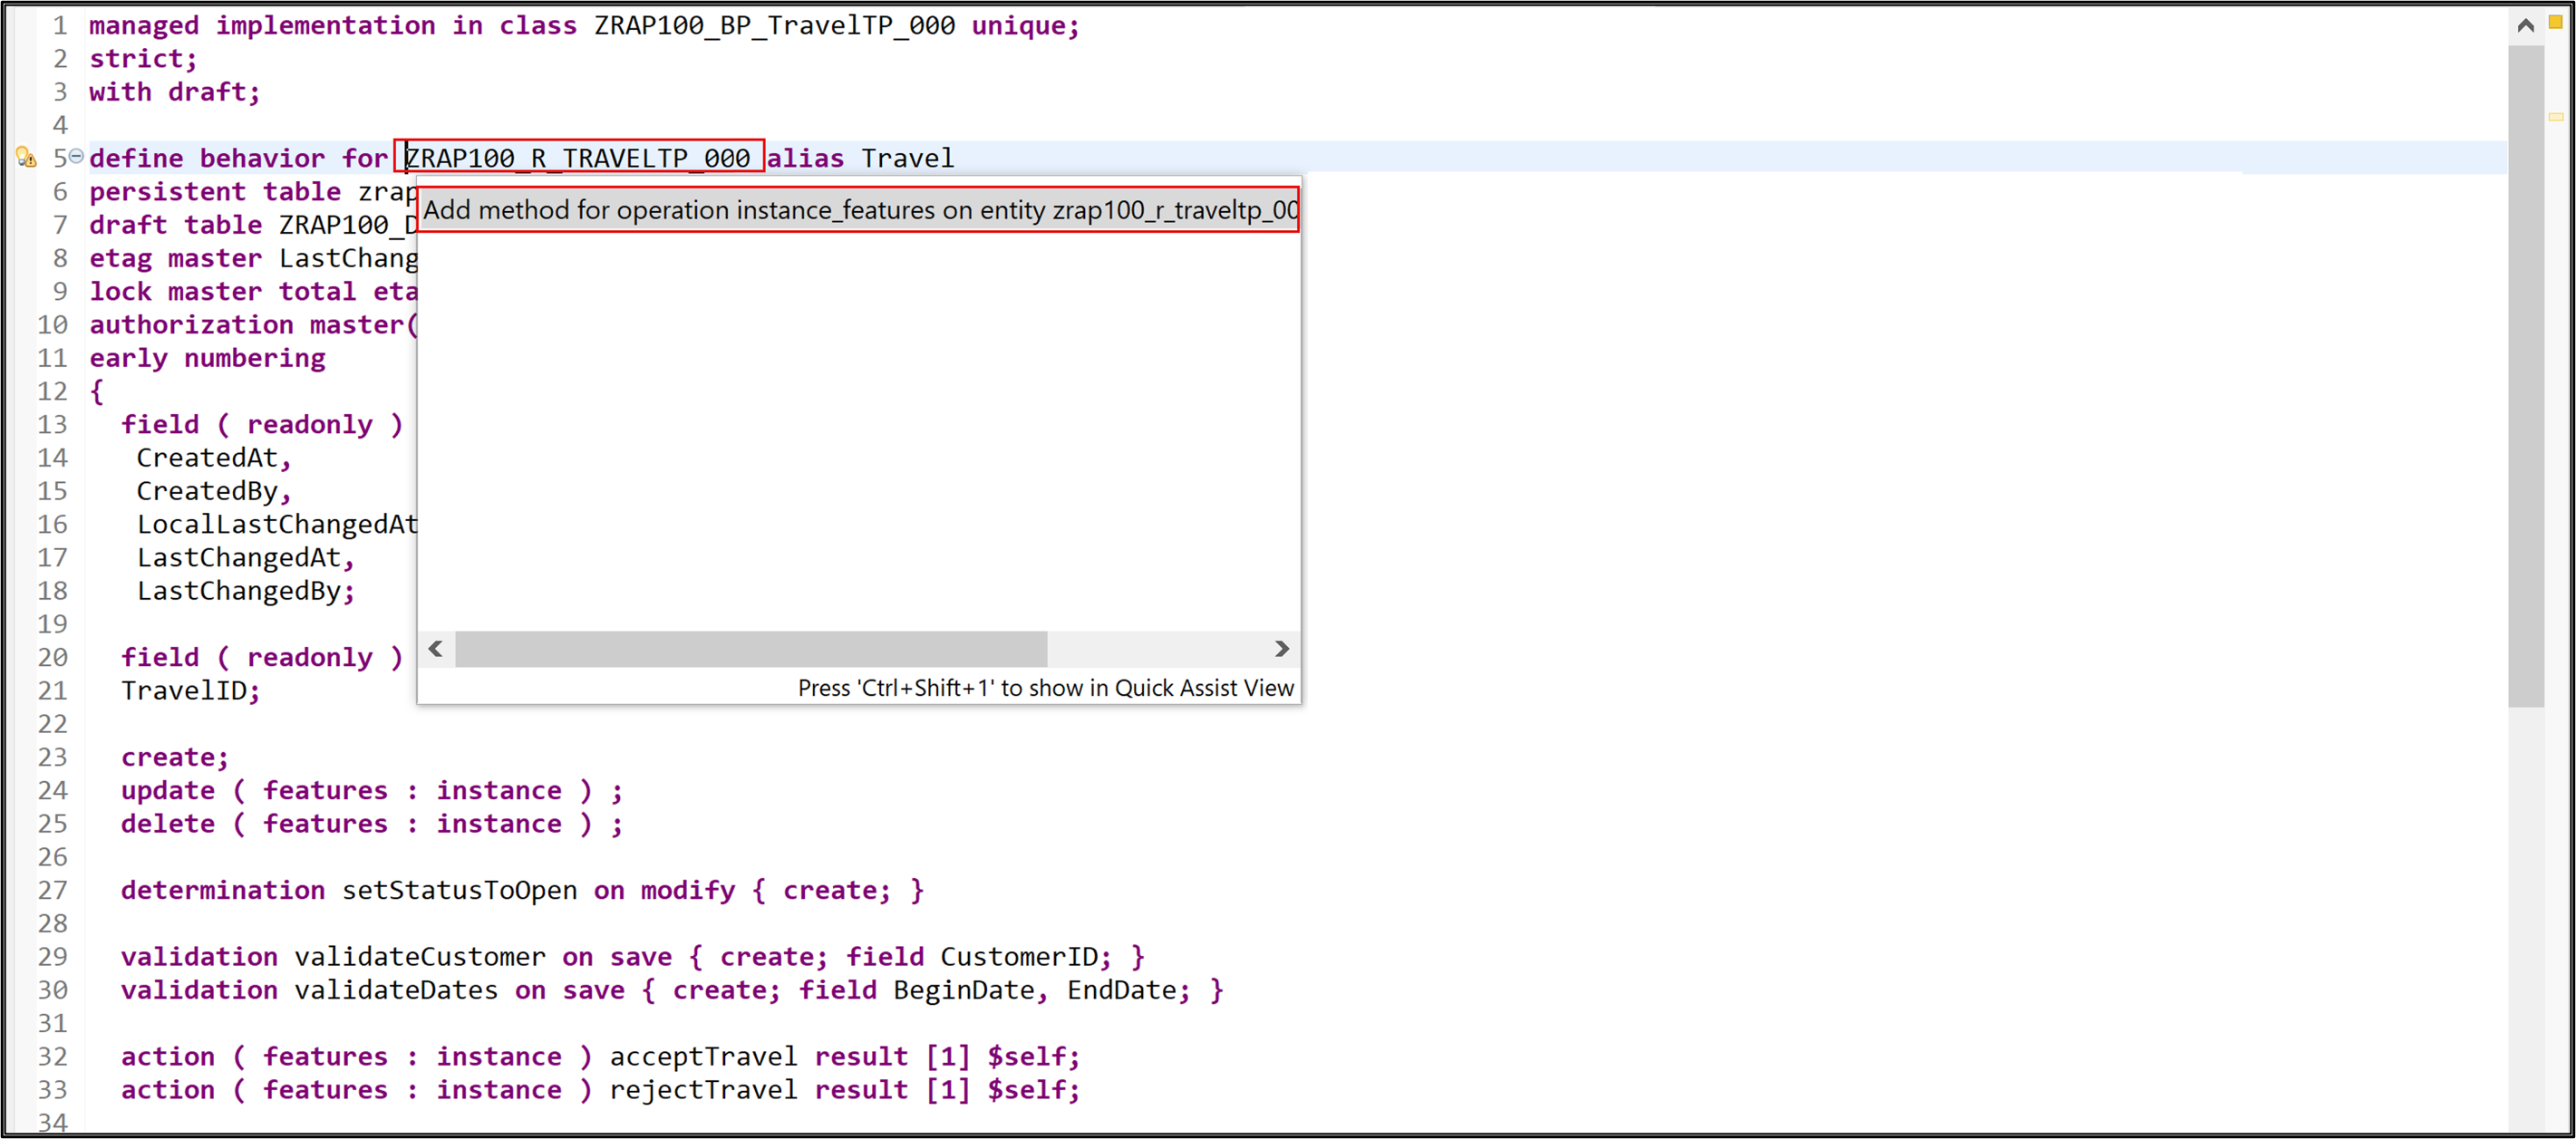 1 managed implementation in class ZRAP100_BP_TravelTP_000 unique;
2 strict;
3 with draft;
4
5 define behavior for ZRAP100_R_TRAVELTP_000 alias Travel
6 persistent table zrap
Add method for operation instance_features on entity zrap100_r_traveltp_00
7 draft table ZRAP100_D
8 etag master LastChang
9 lock master total eta
10 authorization master(
11 early numbering
12 {
13 field ( readonly )
14 CreatedAt,
15 CreatedBy,
16 LocalLastChangedAt
17 LastChangedAt,
18 LastChangedBy;
19
20 field ( readonly )
21 TravelID;
Press 'Ctrl+Shift+1' to show in Quick Assist View
22
23 create;
24 update ( features : instance ) ;
25 delete ( features : instance ) ;
26
27 determination setStatusToOpen on modify { create; }
28
29 validation validateCustomer on save { create; field CustomerID; }
30 validation validateDates on save { create; field BeginDate, EndDate; }
31
32 action ( features : instance ) acceptTravel result [1] $self;
33 action ( features : instance ) rejectTravel result [1] $self;
34